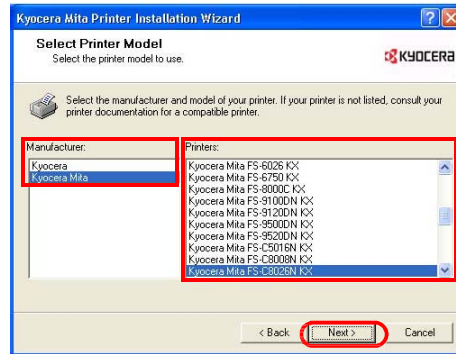 Kyocera Mita Printer Installation Wizard
Select Printer Model
Select the printer model to use.
KYOCERA
Select the manufacturer and model of your printer. If your printer is not listed, consult your
printer documentation for a compatible printer.
Manufacturer:
Kyocera
Kyocera Mita
Printers:
Kyocera Mita FS-6026 KX
Kyocera Mita FS-6750 KX
Kyocera Mita FS-8000C KX
Kyocera Mita FS-9100DN KX
Kyocera Mita FS-9120DN KX
Kyocera Mita FS-9500DN KX
Kyocera Mita FS-9520DN KX
Kyocera Mita FS-C5016N KX
Kyocera Mita FS-C8008N KX
Kyocera Mita FS-C8026N KX
< Back Next > Cancel